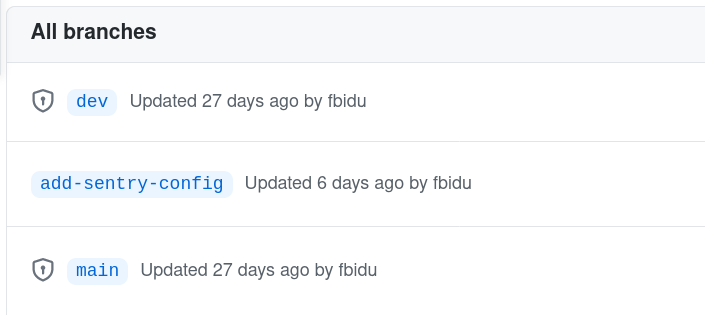 All branches
dev Updated 27 days ago by fbidu
add-sentry-config Updated 6 days ago by fbidu
main Updated 27 days ago by fbidu